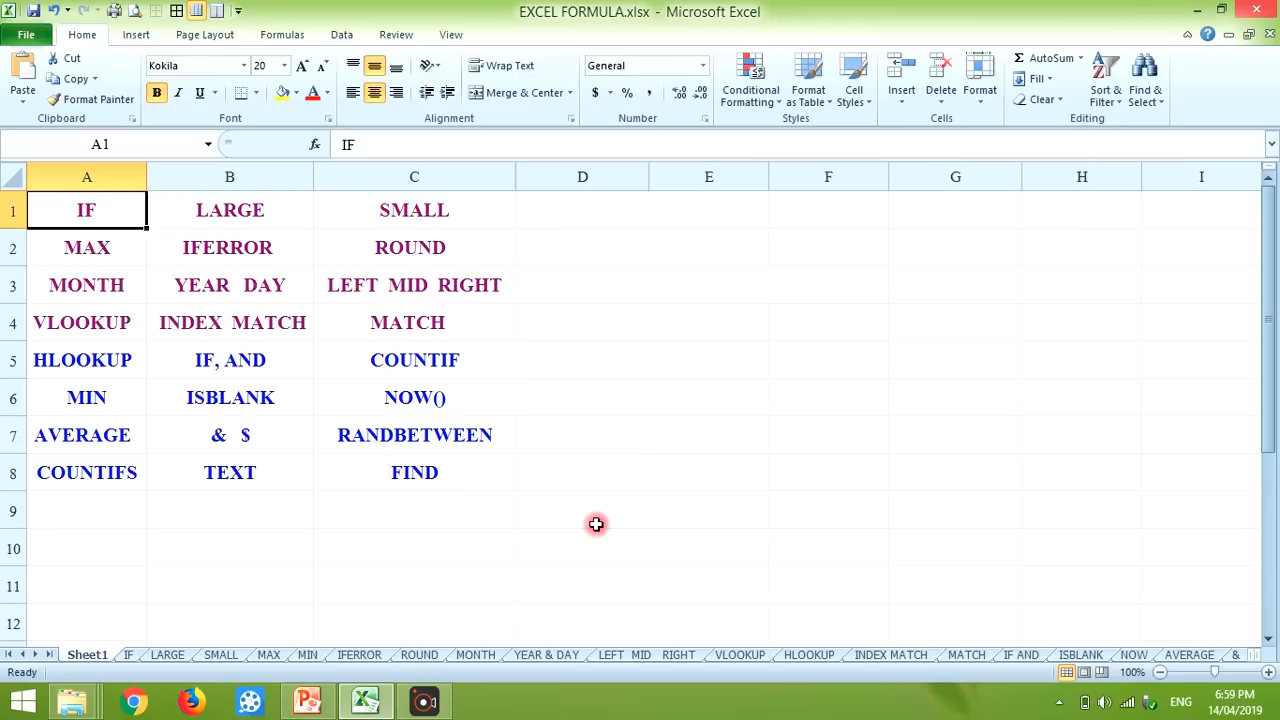 EXCEL FORMULA.xlsx - Microsoft Excel
File Home Insert Page Layout Formulas Data Review View
Cut
Copy
Format Painter
Paste
Clipboard
Kokila 20
B I U
Font
Wrap Text
Merge & Center
Alignment
General
$ % ,
Number
Conditional Formatting
Format as Table
Cell Styles
Styles
Insert Delete Format
Cells
AutoSum
Fill
Clear
Sort & Filter
Find & Select
Editing
A1 fx IF
A B C D E F G H I
1 IF LARGE SMALL
2 MAX IFERROR ROUND
3 MONTH YEAR DAY LEFT MID RIGHT
4 VLOOKUP INDEX MATCH MATCH
5 HLOOKUP IF, AND COUNTIF
6 MIN ISBLANK NOW()
7 AVERAGE & $ RANDBETWEEN
8 COUNTIFS TEXT FIND
9
10
11
12
Sheet1 IF LARGE SMALL MAX MIN IFERROR ROUND MONTH YEAR & DAY LEFT MID RIGHT VLOOKUP HLOOKUP INDEX MATCH MATCH IF AND ISBLANK NOW AVERAGE &
Ready 100%
ENG 6:59 PM
14/04/2019